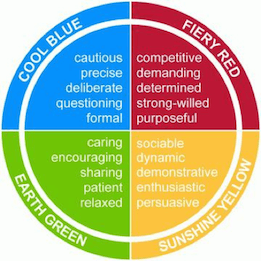 COOL BLUE
cautious
precise
deliberate
questioning
formal
FIERY RED
competitive
demanding
determined
strong-willed
purposeful
EARTH GREEN
caring
encouraging
sharing
patient
relaxed
SUNSHINE YELLOW
sociable
dynamic
demonstrative
enthusiastic
persuasive